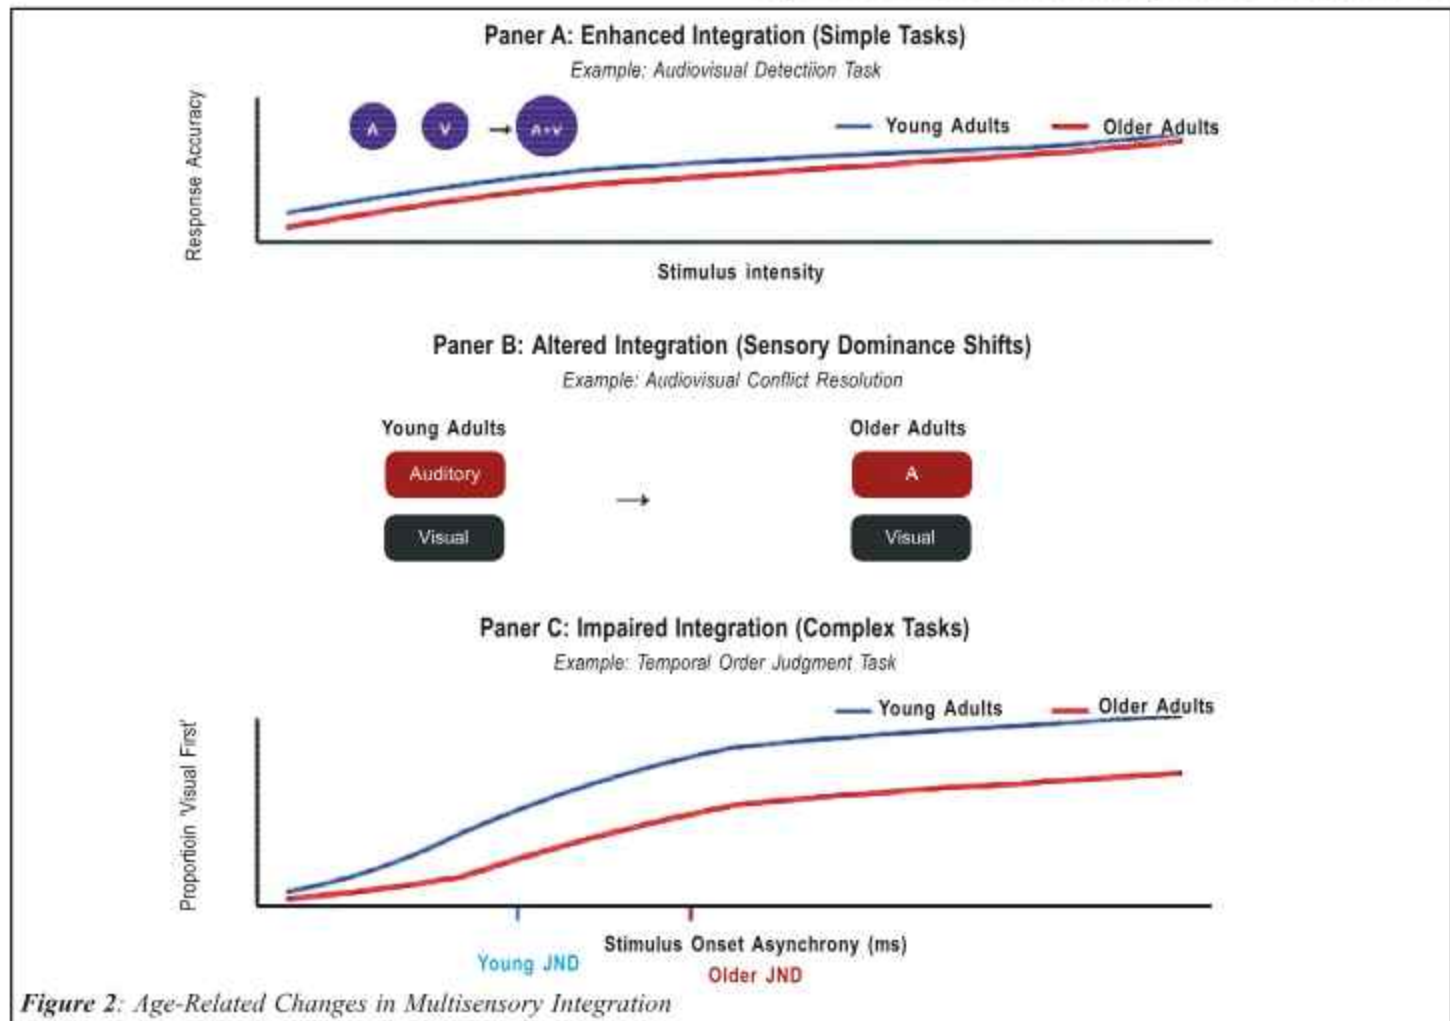 Paner A: Enhanced Integration (Simple Tasks)
Example: Audiovisual Detectiion Task
Response Accuracy
A V → A+V
Young Adults Older Adults
Stimulus intensity
Paner B: Altered Integration (Sensory Dominance Shifts)
Example: Audiovisual Conflict Resolution
Young Adults Older Adults
Auditory A
→
Visual Visual
Paner C: Impaired Integration (Complex Tasks)
Example: Temporal Order Judgment Task
Proportioin 'Visual First'
Young Adults Older Adults
Stimulus Onset Asynchrony (ms)
Young JND Older JND
Figure 2: Age-Related Changes in Multisensory Integration